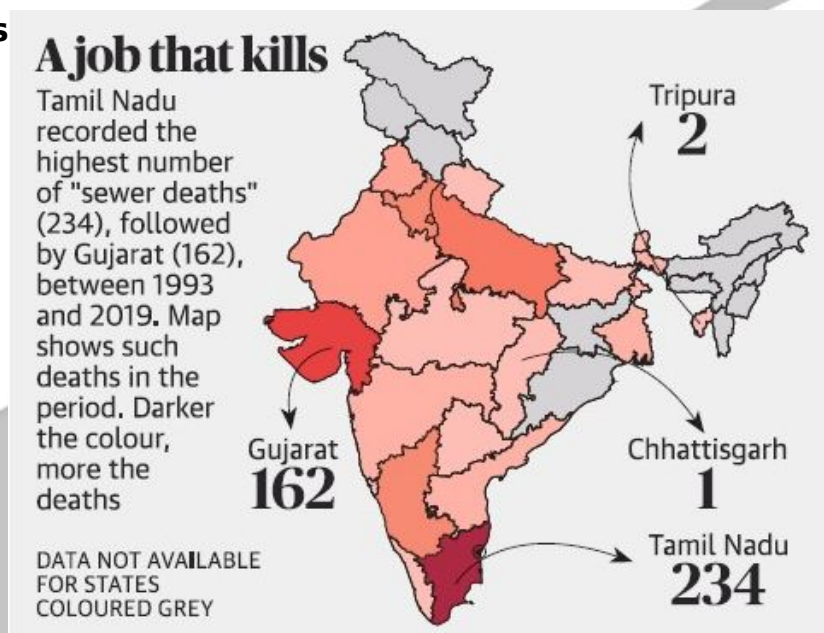 s
A job that kills
Tamil Nadu
recorded the
highest number
of "sewer deaths"
(234), followed
by Gujarat (162),
between 1993
and 2019. Map
shows such
deaths in the
period. Darker
the colour,
more the
deaths
DATA NOT AVAILABLE
FOR STATES
COLOURED GREY
Tripura
2
Gujarat
162
Chhattisgarh
1
Tamil Nadu
234